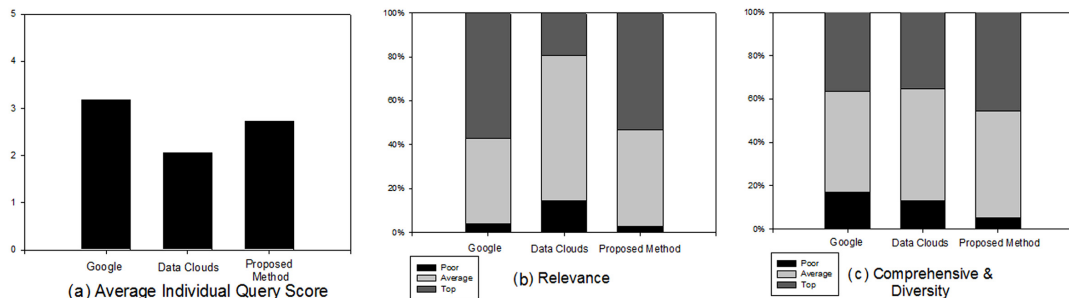 5
4
3
2
1
0
Google
Data Clouds
Proposed
Method
(a) Average Individual Query Score
100%
80%
60%
40%
20%
0%
Google
Data Clouds
Proposed Method
Poor
Average
Top
(b) Relevance
100%
80%
60%
40%
20%
0%
Google
Data Clouds
Proposed Method
Poor
Average
Top
(c) Comprehensive &
Diversity